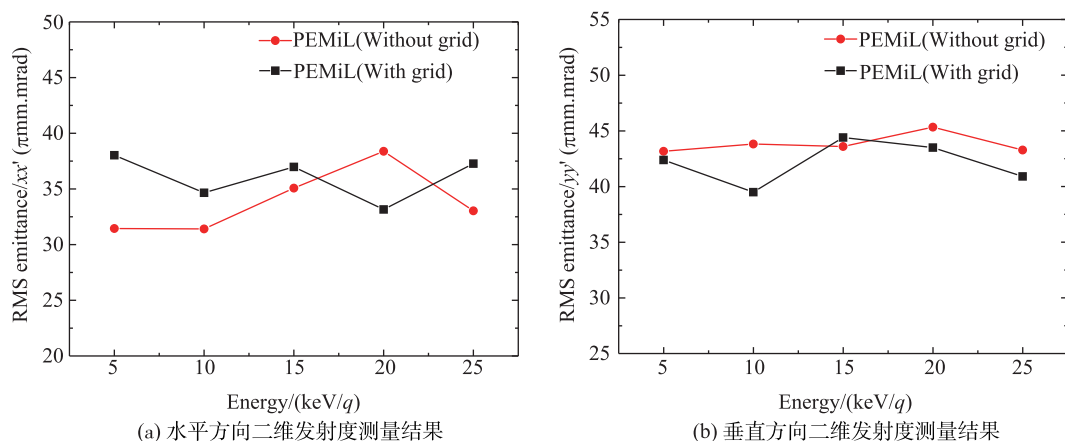 50
45
40
35
30
25
20
RMS emittance/xx' (πmm.mrad)
PEMiL(Without grid)
PEMiL(With grid)
5 10 15 20 25
Energy/(keV/q)
(a) 水平方向二维发射度测量结果
55
50
45
40
35
30
25
RMS emittance/yy' (πmm.mrad)
PEMiL(Without grid)
PEMiL(With grid)
5 10 15 20 25
Energy/(keV/q)
(b) 垂直方向二维发射度测量结果